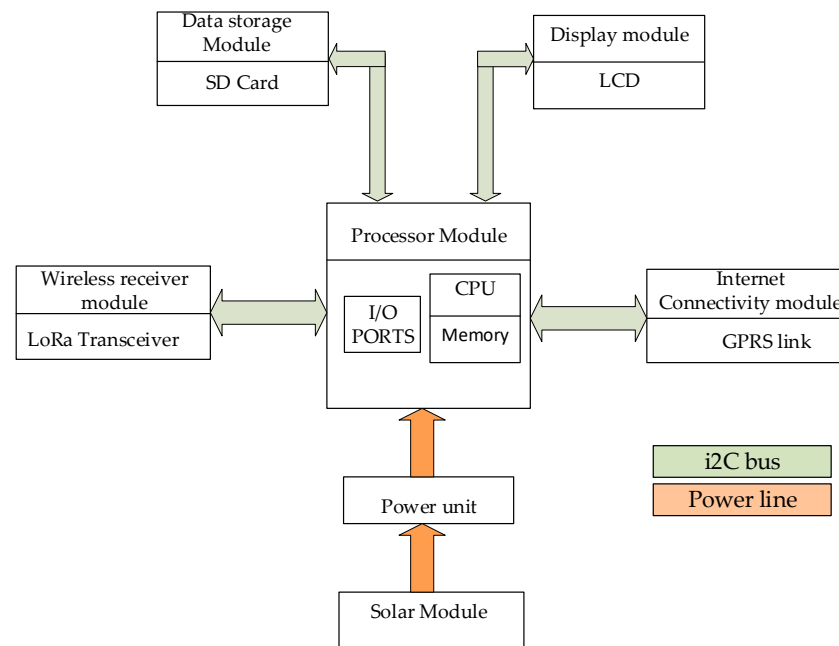 Data storage
Module
SD Card
Display module
LCD
Processor Module
I/O
PORTS
CPU
Memory
Wireless receiver
module
LoRa Transceiver
Internet
Connectivity module
GPRS link
Power unit
Solar Module
i2C bus
Power line